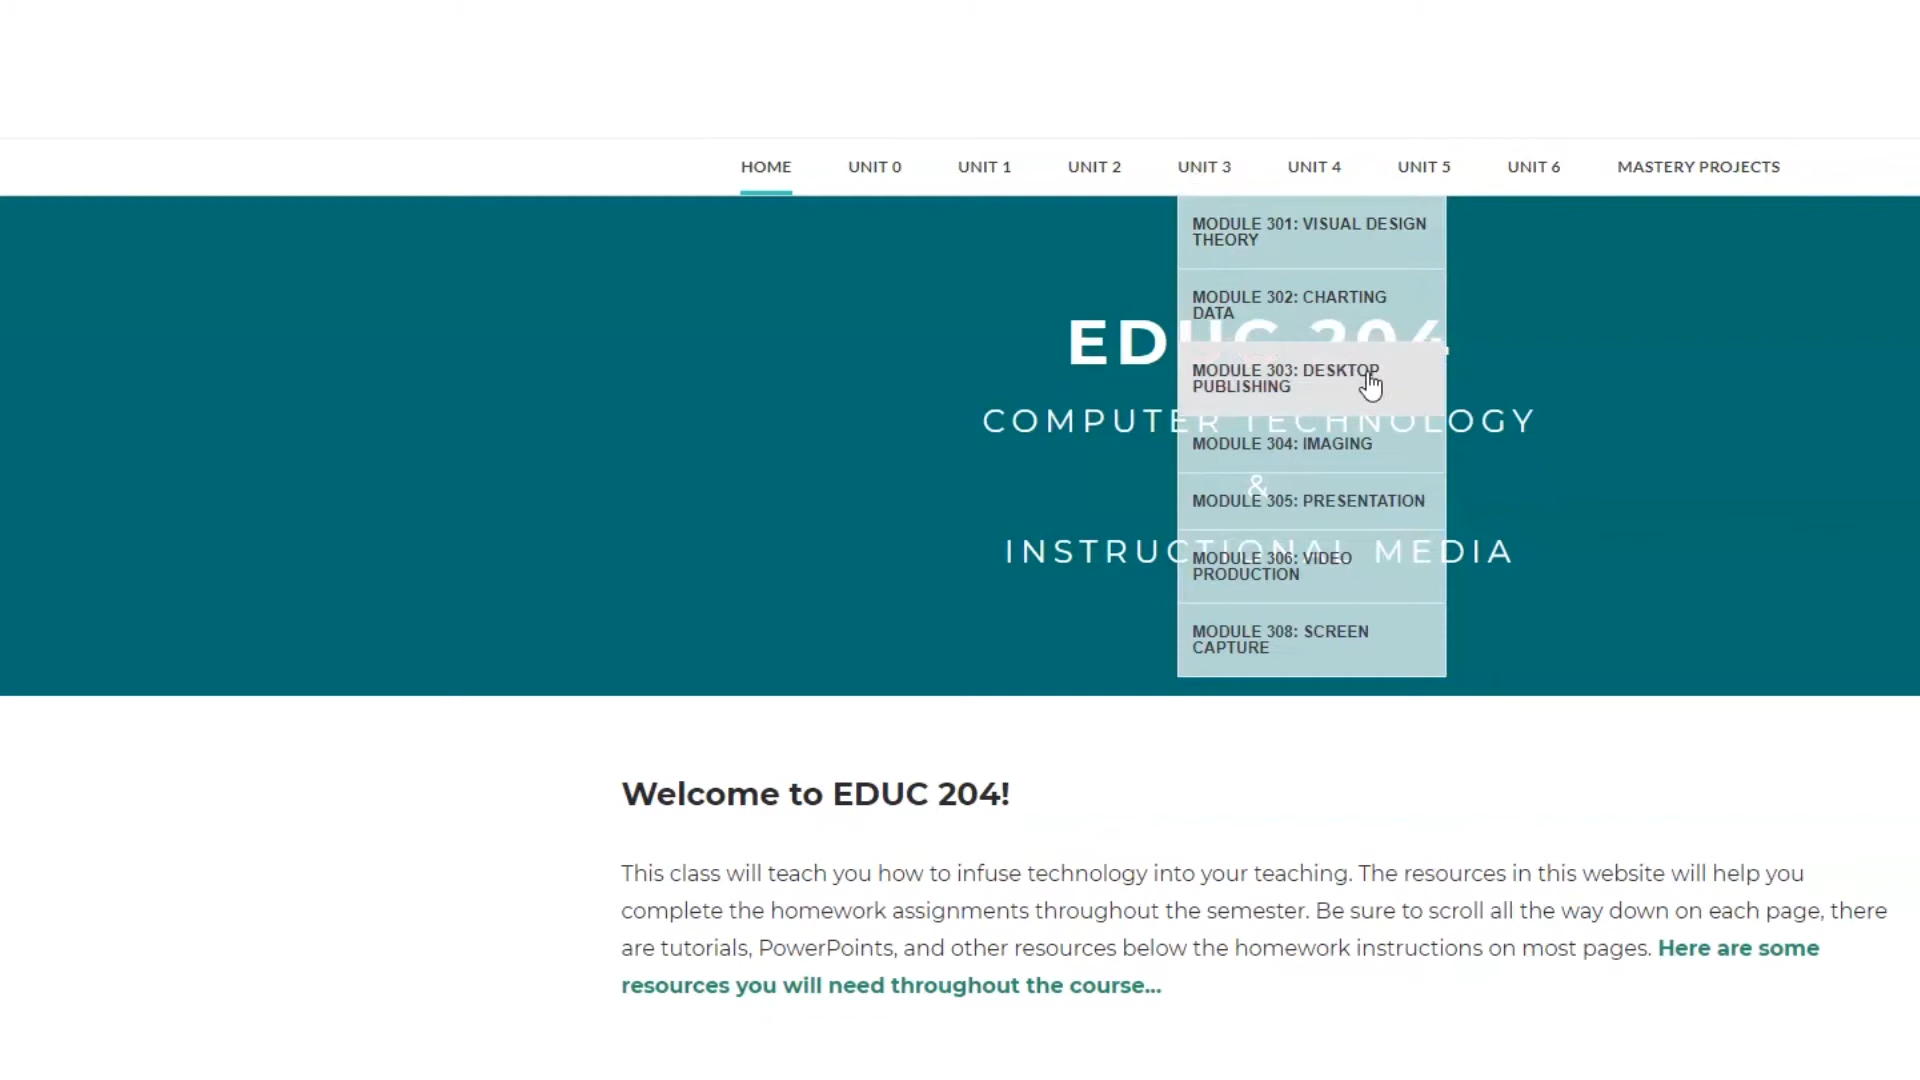 HOME
UNIT 0
UNIT 1
UNIT 2
UNIT 3
UNIT 4
UNIT 5
UNIT 6
MASTERY PROJECTS
MODULE 301: VISUAL DESIGN
THEORY
MODULE 302: CHARTING
DATA
MODULE 303: DESKTOP
PUBLISHING
MODULE 304: IMAGING
MODULE 305: PRESENTATION
MODULE 306: VIDEO
PRODUCTION
MODULE 308: SCREEN
CAPTURE
EDUC 204
COMPUTER TECHNOLOGY
&
INSTRUCTIONAL MEDIA
Welcome to EDUC 204!
This class will teach you how to infuse technology into your teaching. The resources in this website will help you
complete the homework assignments throughout the semester. Be sure to scroll all the way down on each page, there
are tutorials, PowerPoints, and other resources below the homework instructions on most pages. Here are some
resources you will need throughout the course...